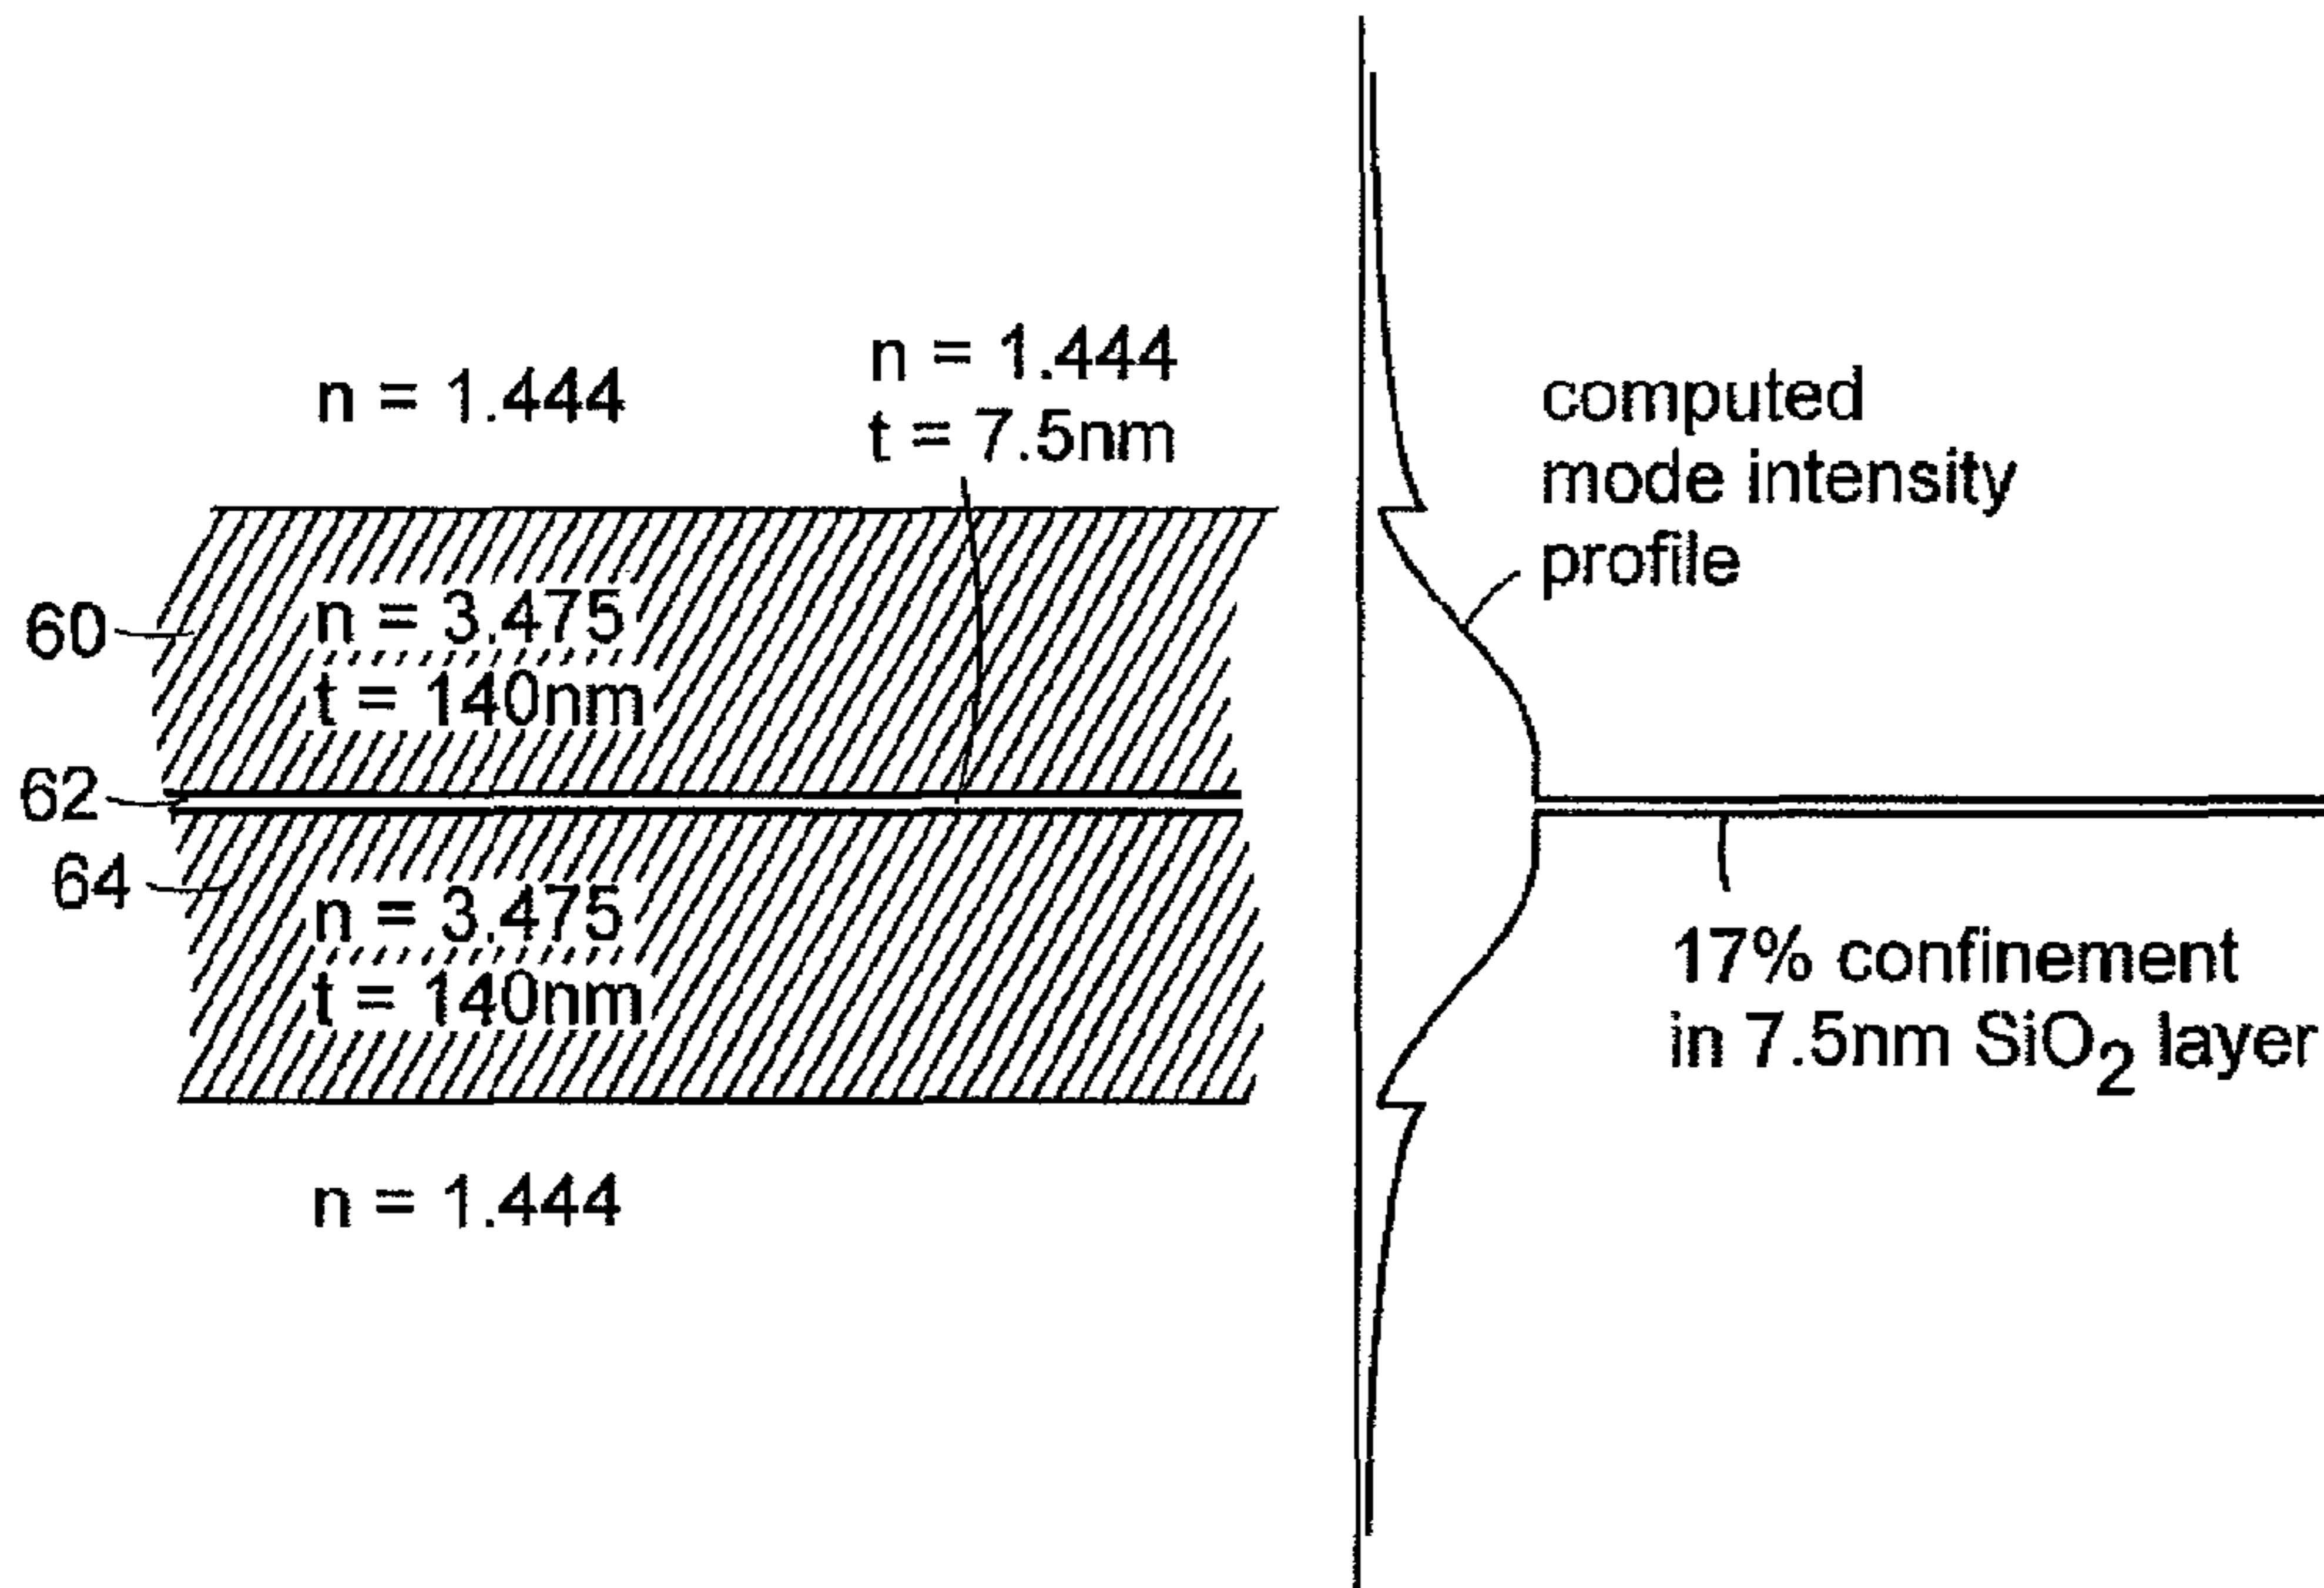 n = 1.444
n = 1.444
t = 7.5nm
computed
mode intensity
profile
60
n = 3.475
t = 140nm
62
64
n = 3.475
t = 140nm
17% confinement
in 7.5nm SiO2 layer
n = 1.444